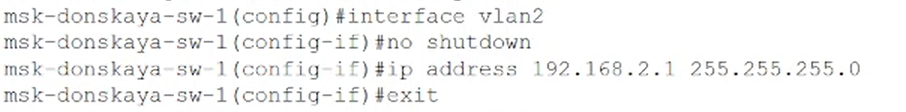 msk-donskaya-sw-1(config)#interface vlan2
msk-donskaya-sw-1(config-if)#no shutdown
msk-donskaya-sw-1(config-if)#ip address 192.168.2.1 255.255.255.0
msk-donskaya-sw-1(config-if)#exit